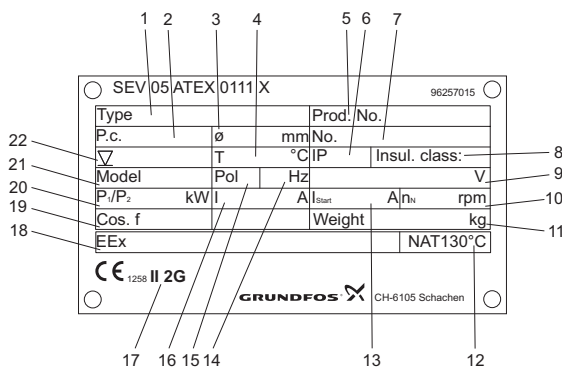 1 2 3 4 5 6 7
SEV 05 ATEX 0111 X 96257015
Type Prod. No.
P.c. ø mm No.
22 T °C IP Insul. class: 8
21 Model Pol Hz V 9
20 P1/P2 kW I A IStart A nN rpm 10
19 Cos. f Weight kg 11
18 EEx NAT130°C
CE 1258 II 2G
GRUNDFOS CH-6105 Schachen
17 16 15 14 13 12